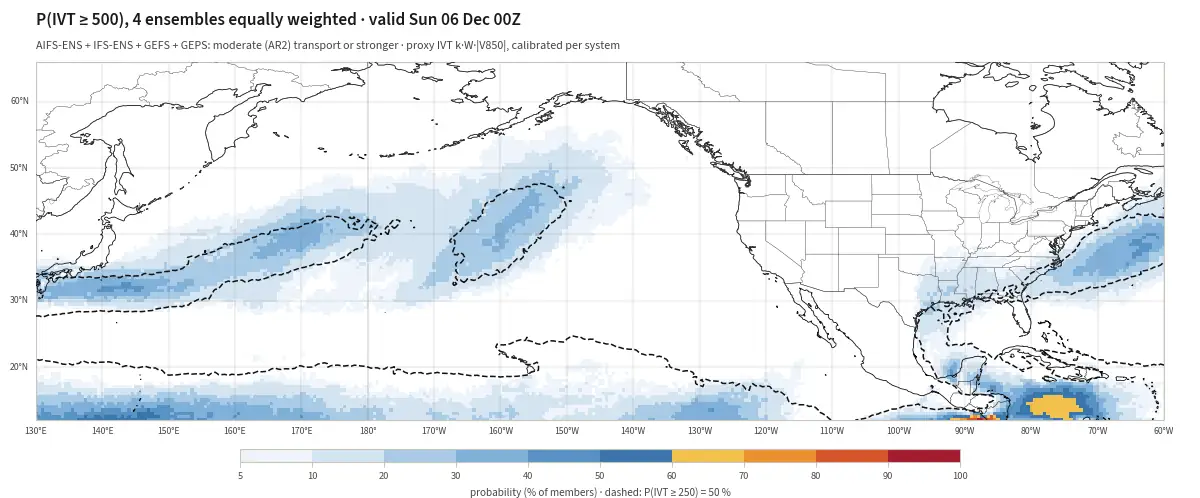 P(IVT ≥ 500), 4 ensembles equally weighted · valid Sun 06 Dec 00Z
AIFS-ENS + IFS-ENS + GEFS + GEPS: moderate (AR2) transport or stronger · proxy IVT k·W·|V850|, calibrated per system
60°N
50°N
40°N
30°N
20°N
130°E 140°E 150°E 160°E 170°E 180° 170°W 160°W 150°W 140°W 130°W 120°W 110°W 100°W 90°W 80°W 70°W 60°W
5 10 20 30 40 50 60 70 80 90 100
probability (% of members) · dashed: P(IVT ≥ 250) = 50 %